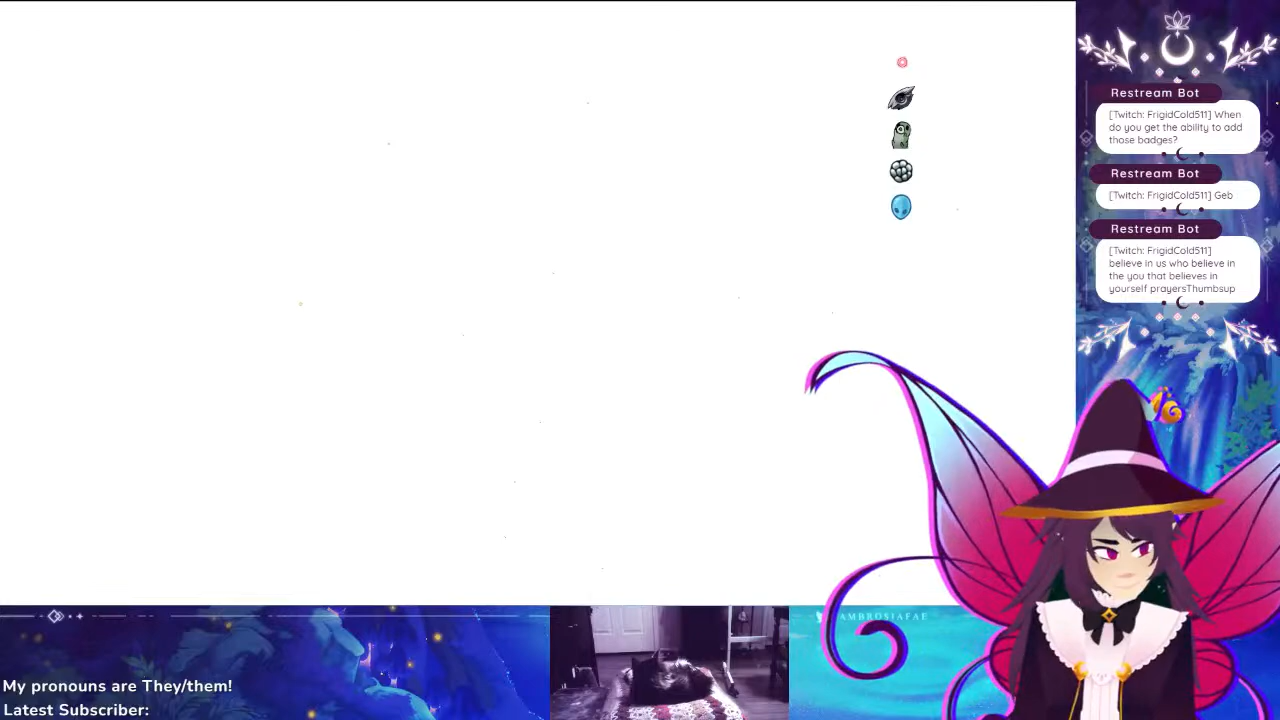 Restream Bot
[Twitch: FrigidCold511] When
do you get the ability to add
those badges?
Restream Bot
[Twitch: FrigidCold511] Geb
Restream Bot
[Twitch: FrigidCold511]
believe in us who believe in
the you that believes in
yourself prayersThumbsup
AMBROSIAFAE
My pronouns are They/them!
Latest Subscriber: